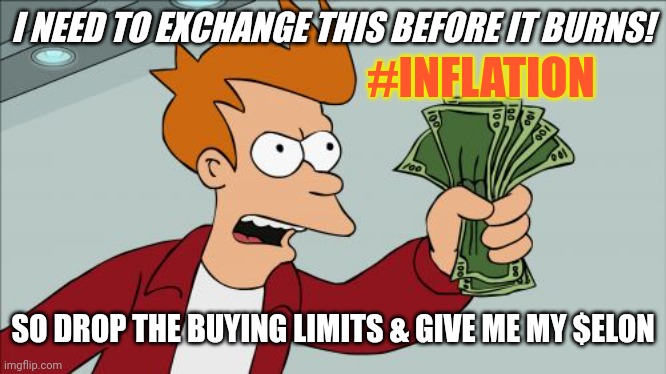 I NEED TO EXCHANGE THIS BEFORE IT BURNS!
#INFLATION
SO DROP THE BUYING LIMITS & GIVE ME MY $ELON
imgflip.com